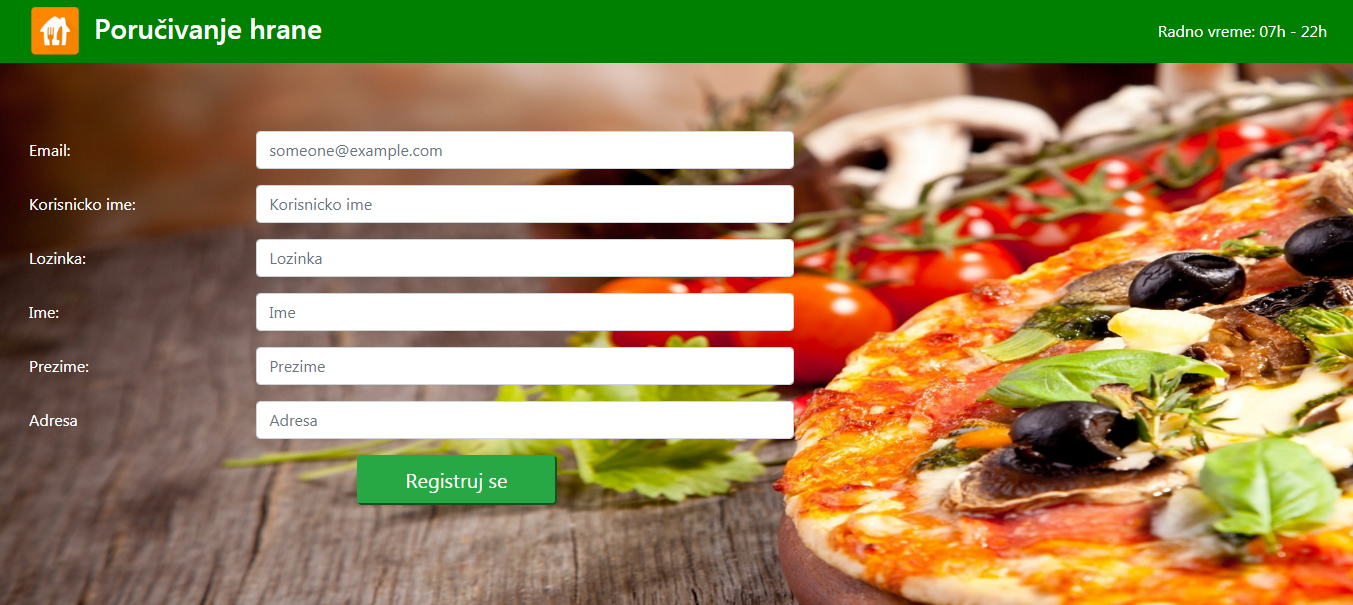 Poručivanje hrane
Radno vreme: 07h - 22h
Email:
someone@example.com
Korisnicko ime:
Korisnicko ime
Lozinka:
Lozinka
Ime:
Ime
Prezime:
Prezime
Adresa
Adresa
Registruj se